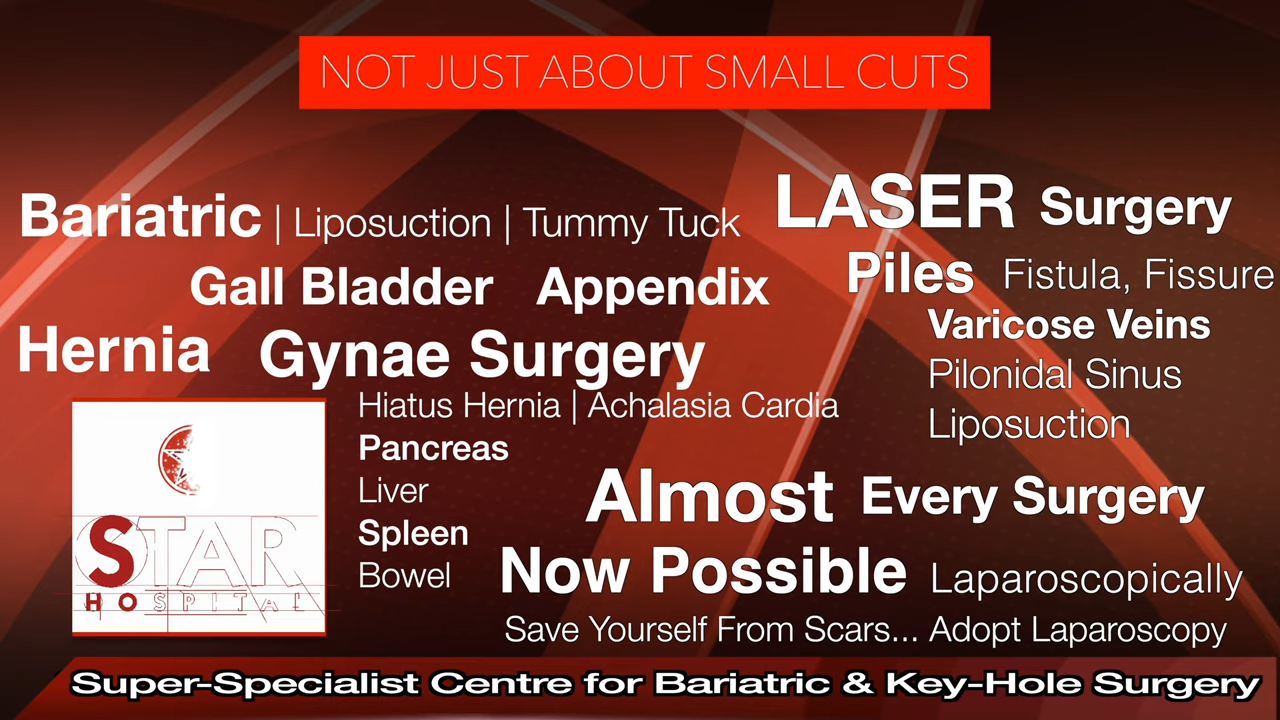 NOT JUST ABOUT SMALL CUTS
Bariatric | Liposuction | Tummy Tuck
Gall Bladder Appendix
Hernia Gynae Surgery
Hiatus Hernia | Achalasia Cardia
Pancreas
Liver
Spleen
Bowel
LASER Surgery
Piles Fistula, Fissure
Varicose Veins
Pilonidal Sinus
Liposuction
Almost Every Surgery
Now Possible Laparoscopically
Save Yourself From Scars... Adopt Laparoscopy
STAR
HOSPITAL
Super-Specialist Centre for Bariatric & Key-Hole Surgery